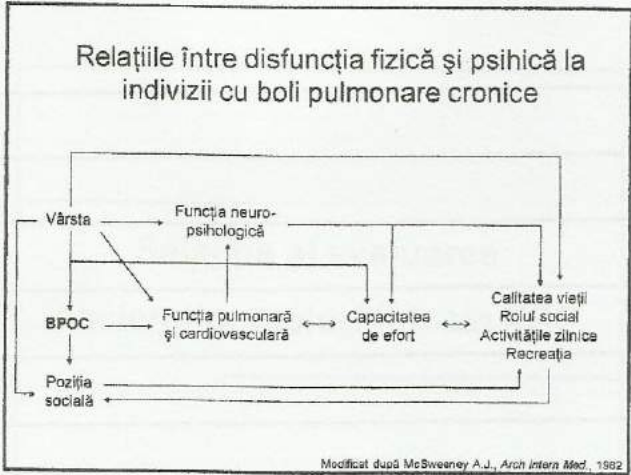 Relațiile între disfuncția fizică și psihică la
indivizii cu boli pulmonare cronice
Vârsta
Funcția neuro-
psihologică
BPOC
Funcția pulmonară
și cardiovasculară
Capacitatea
de efort
Calitatea vieții
Rolul social
Activitățile zilnice
Recreația
Poziția
socială
Modificat după McSweeney A.J., Arch Intern Med., 1982